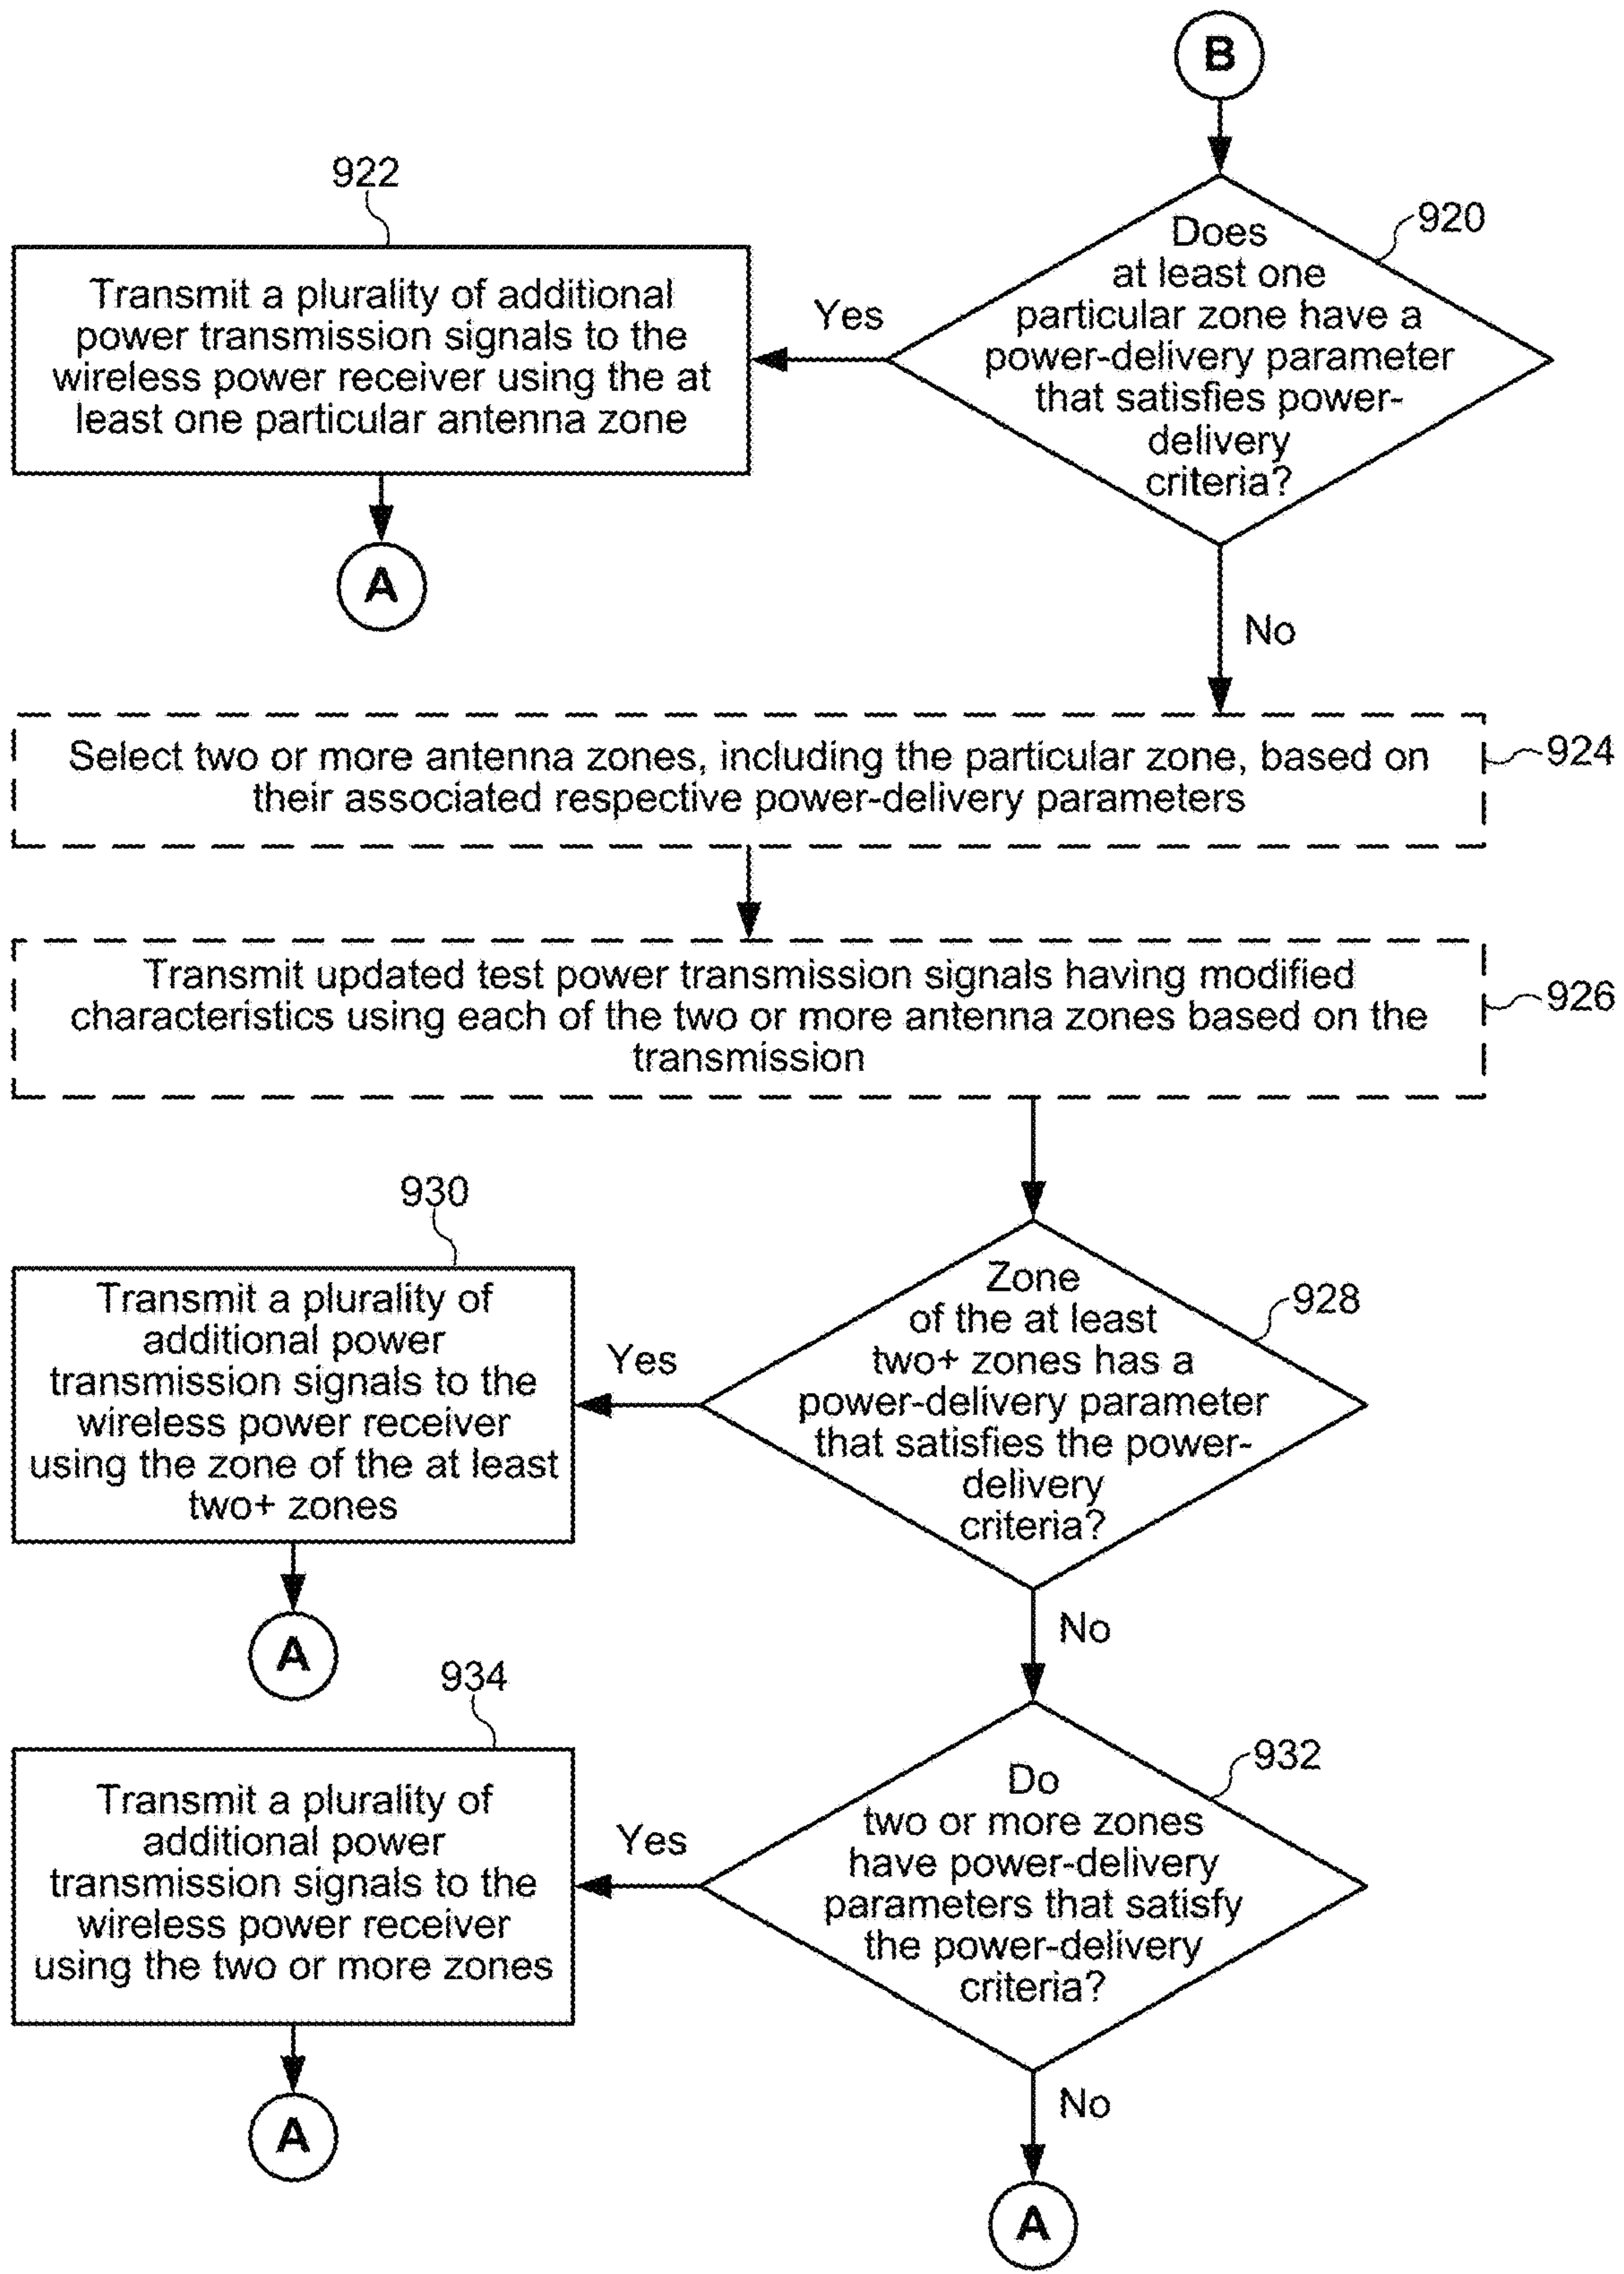 B
920
Does
at least one
particular zone have a
power-delivery parameter
that satisfies power-
delivery
criteria?
Yes
922
Transmit a plurality of additional
power transmission signals to the
wireless power receiver using the at
least one particular antenna zone
A
No
924
Select two or more antenna zones, including the particular zone, based on
their associated respective power-delivery parameters
926
Transmit updated test power transmission signals having modified
characteristics using each of the two or more antenna zones based on the
transmission
928
Zone
of the at least
two+ zones has a
power-delivery parameter
that satisfies the power-
delivery
criteria?
Yes
930
Transmit a plurality of
additional power
transmission signals to the
wireless power receiver
using the zone of the at least
two+ zones
A
No
932
Do
two or more zones
have power-delivery
parameters that satisfy
the power-delivery
criteria?
Yes
934
Transmit a plurality of
additional power
transmission signals to the
wireless power receiver
using the two or more zones
A
No
A